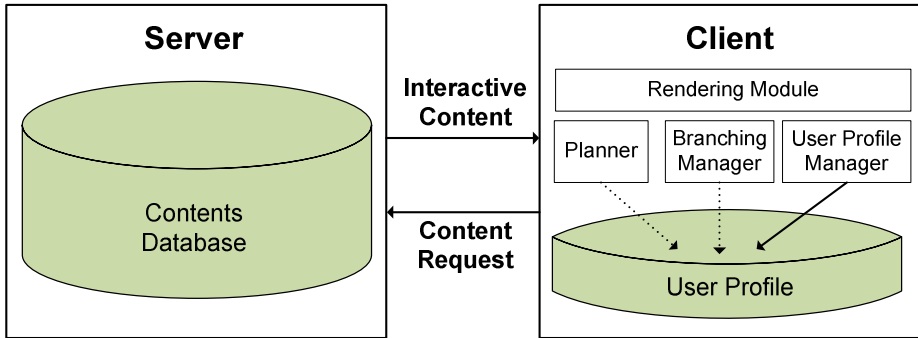 Server
Contents
Database
Interactive
Content
Content
Request
Client
Rendering Module
Planner
Branching
Manager
User Profile
Manager
User Profile